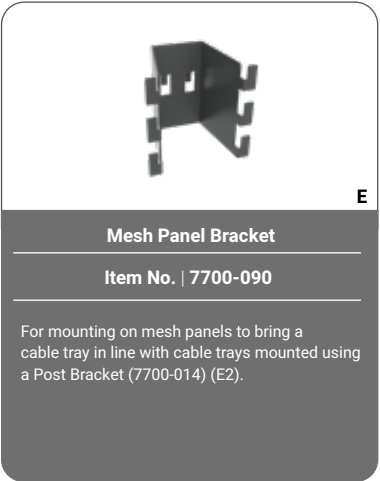 E
Mesh Panel Bracket
Item No. | 7700-090
For mounting on mesh panels to bring a
cable tray in line with cable trays mounted using
a Post Bracket (7700-014) (E2).